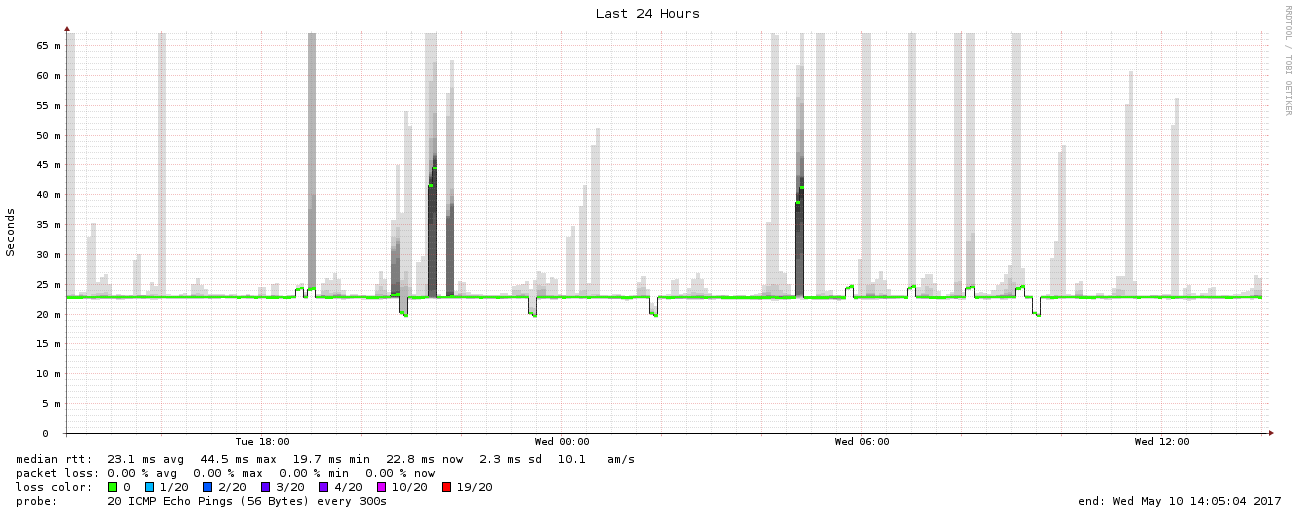 Last 24 Hours
RRDTOOL / TOBI OETIKER
Seconds
65 m
60 m
55 m
50 m
45 m
40 m
35 m
30 m
25 m
20 m
15 m
10 m
5 m
0
Tue 18:00 Wed 00:00 Wed 06:00 Wed 12:00
median rtt: 23.1 ms avg 44.5 ms max 19.7 ms min 22.8 ms now 2.3 ms sd 10.1 am/s
packet loss: 0.00 % avg 0.00 % max 0.00 % min 0.00 % now
loss color: 0 1/20 2/20 3/20 4/20 10/20 19/20
probe: 20 ICMP Echo Pings (56 Bytes) every 300s end: Wed May 10 14:05:04 2017